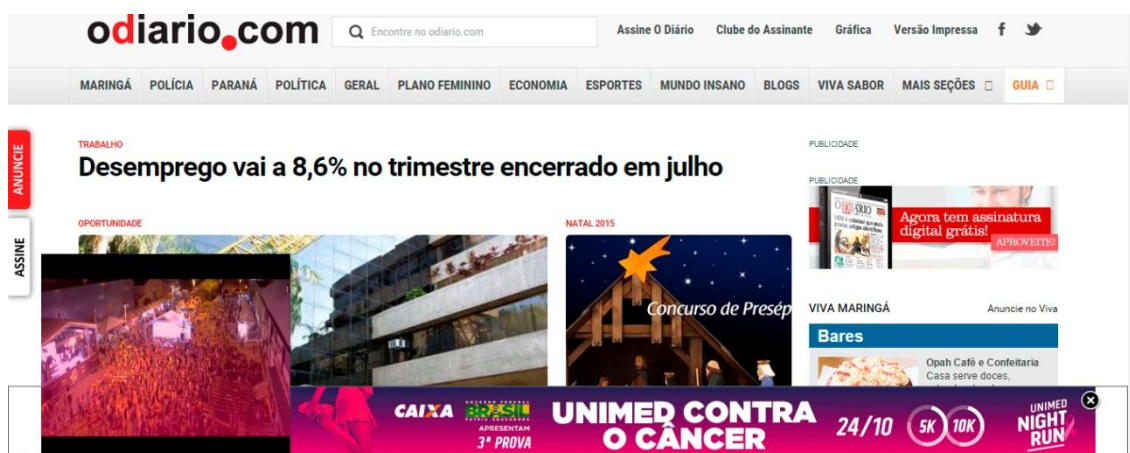 odiario.com
Encontre no odiario.com
Assine O Diário Clube do Assinante Gráfica Versão Impressa
MARINGÁ POLÍCIA PARANÁ POLÍTICA GERAL PLANO FEMININO ECONOMIA ESPORTES MUNDO INSANO BLOGS VIVA SABOR MAIS SEÇÕES GUIA
ANUNCIE
ASSINE
TRABALHO
Desemprego vai a 8,6% no trimestre encerrado em julho
OPORTUNIDADE
NATAL 2015
Concurso de Presép
PUBLICIDADE
PUBLICIDADE
O DIÁRIO
Agora tem assinatura
digital grátis!
APROVEITE!
VIVA MARINGÁ Anuncie no Viva
Bares
Opah Café e Confeitaria
Casa serve doces,
CAIXA
GOVERNO FEDERAL
BRASIL
APRESENTAM
3ª PROVA
UNIMED CONTRA
O CÂNCER
24/10
5K 10K
UNIMED
NIGHT
RUN